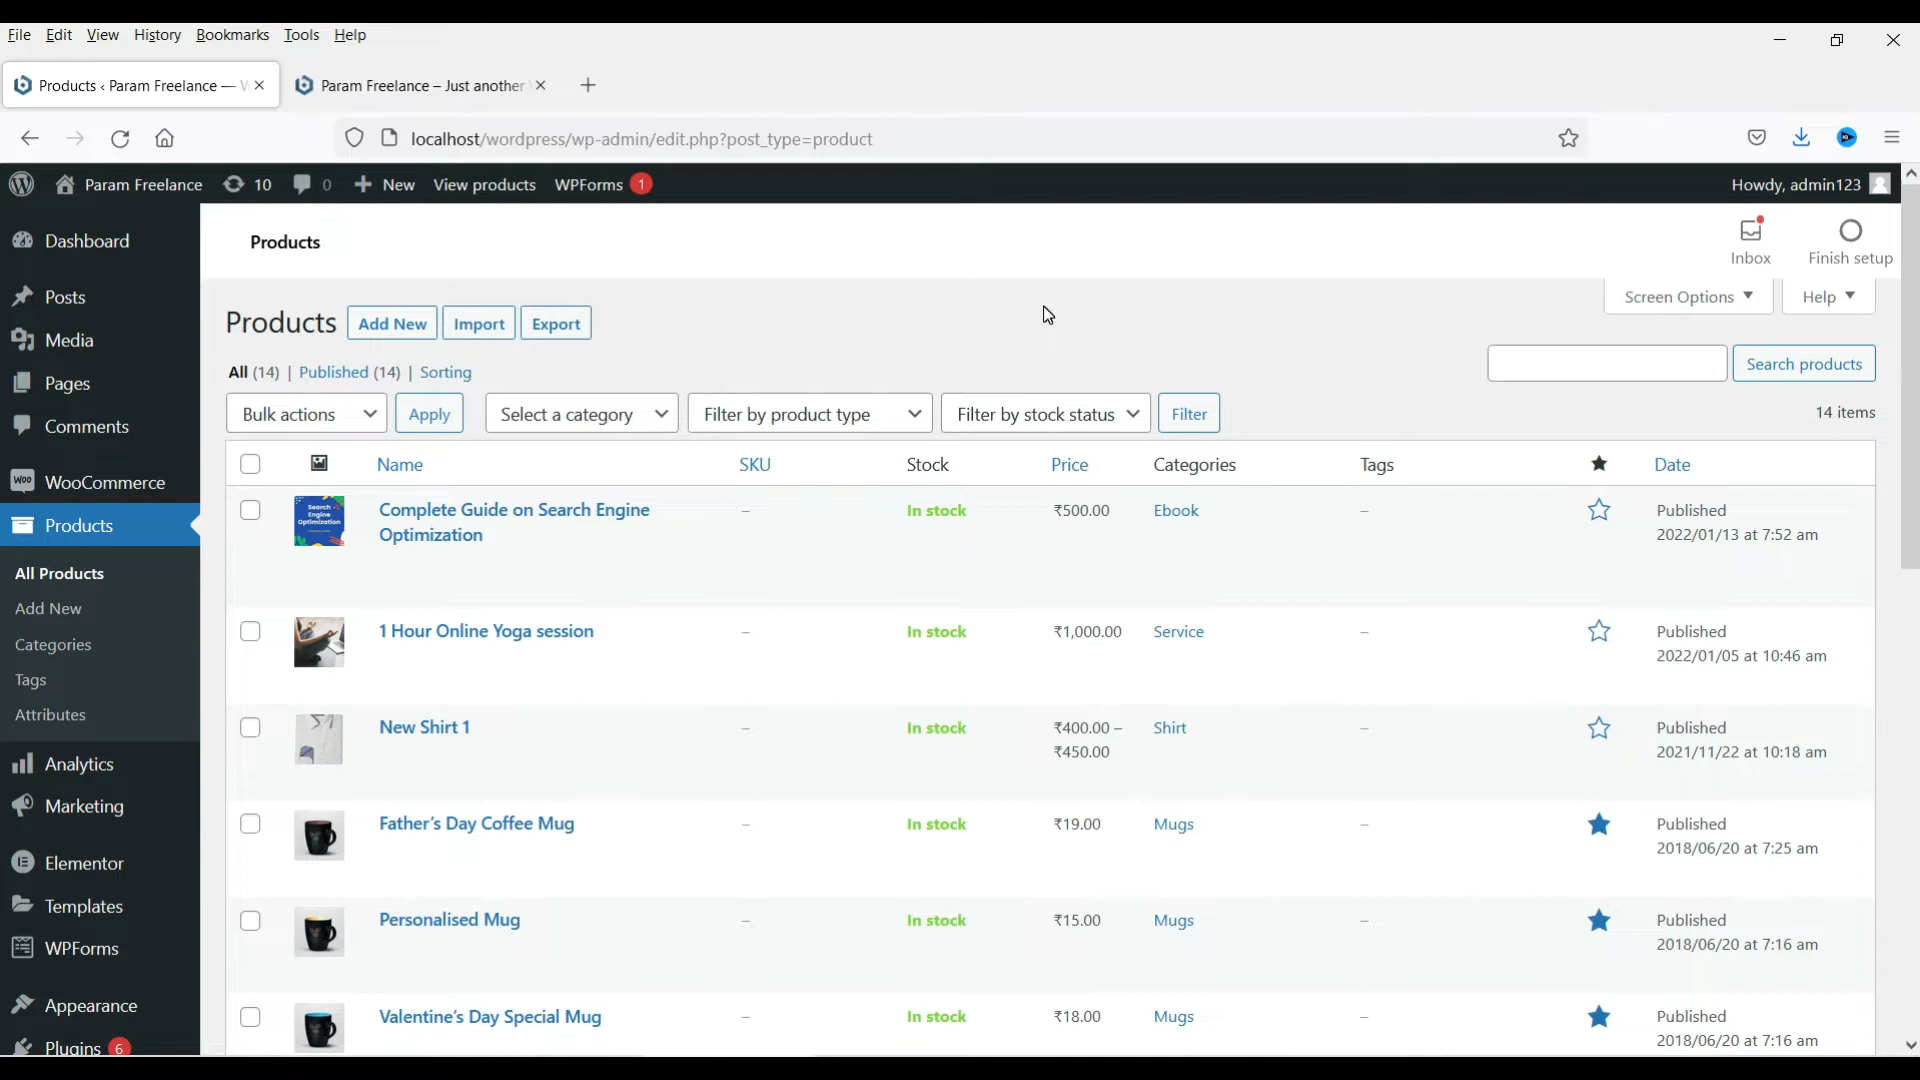 File Edit View History Bookmarks Tools Help
Products ‹ Param Freelance — W
Param Freelance – Just another
localhost/wordpress/wp-admin/edit.php?post_type=product
Param Freelance 10 0 New View products WPForms 1
Howdy, admin123
Dashboard
Posts
Media
Pages
Comments
WooCommerce
Products
All Products
Add New
Categories
Tags
Attributes
Analytics
Marketing
Elementor
Templates
WPForms
Appearance
Plugins 6
Products
Inbox
Finish setup
Screen Options
Help
Products Add New Import Export
All (14) | Published (14) | Sorting
Search products
Bulk actions Apply Select a category Filter by product type Filter by stock status Filter
14 items
Name SKU Stock Price Categories Tags Date
Search
Engine
Optimization
Complete Guide on Search Engine
Optimization
– In stock ₹500.00 Ebook – Published
2022/01/13 at 7:52 am
1 Hour Online Yoga session – In stock ₹1,000.00 Service – Published
2022/01/05 at 10:46 am
New Shirt 1 – In stock ₹400.00 –
₹450.00
Shirt – Published
2021/11/22 at 10:18 am
Father's Day Coffee Mug – In stock ₹19.00 Mugs – Published
2018/06/20 at 7:25 am
Personalised Mug – In stock ₹15.00 Mugs – Published
2018/06/20 at 7:16 am
Valentine's Day Special Mug – In stock ₹18.00 Mugs – Published
2018/06/20 at 7:16 am